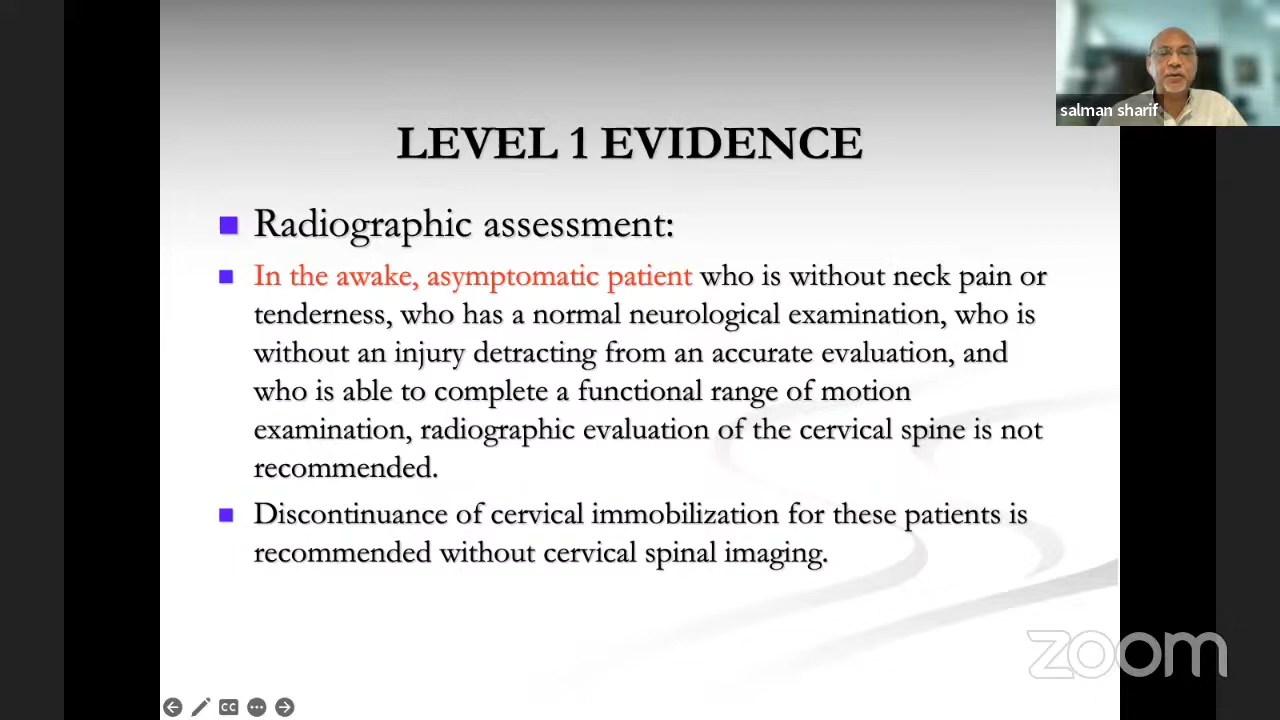 salman sharif
LEVEL 1 EVIDENCE
Radiographic assessment:
In the awake, asymptomatic patient who is without neck pain or
tenderness, who has a normal neurological examination, who is
without an injury detracting from an accurate evaluation, and
who is able to complete a functional range of motion
examination, radiographic evaluation of the cervical spine is not
recommended.
Discontinuance of cervical immobilization for these patients is
recommended without cervical spinal imaging.
zoom
CC